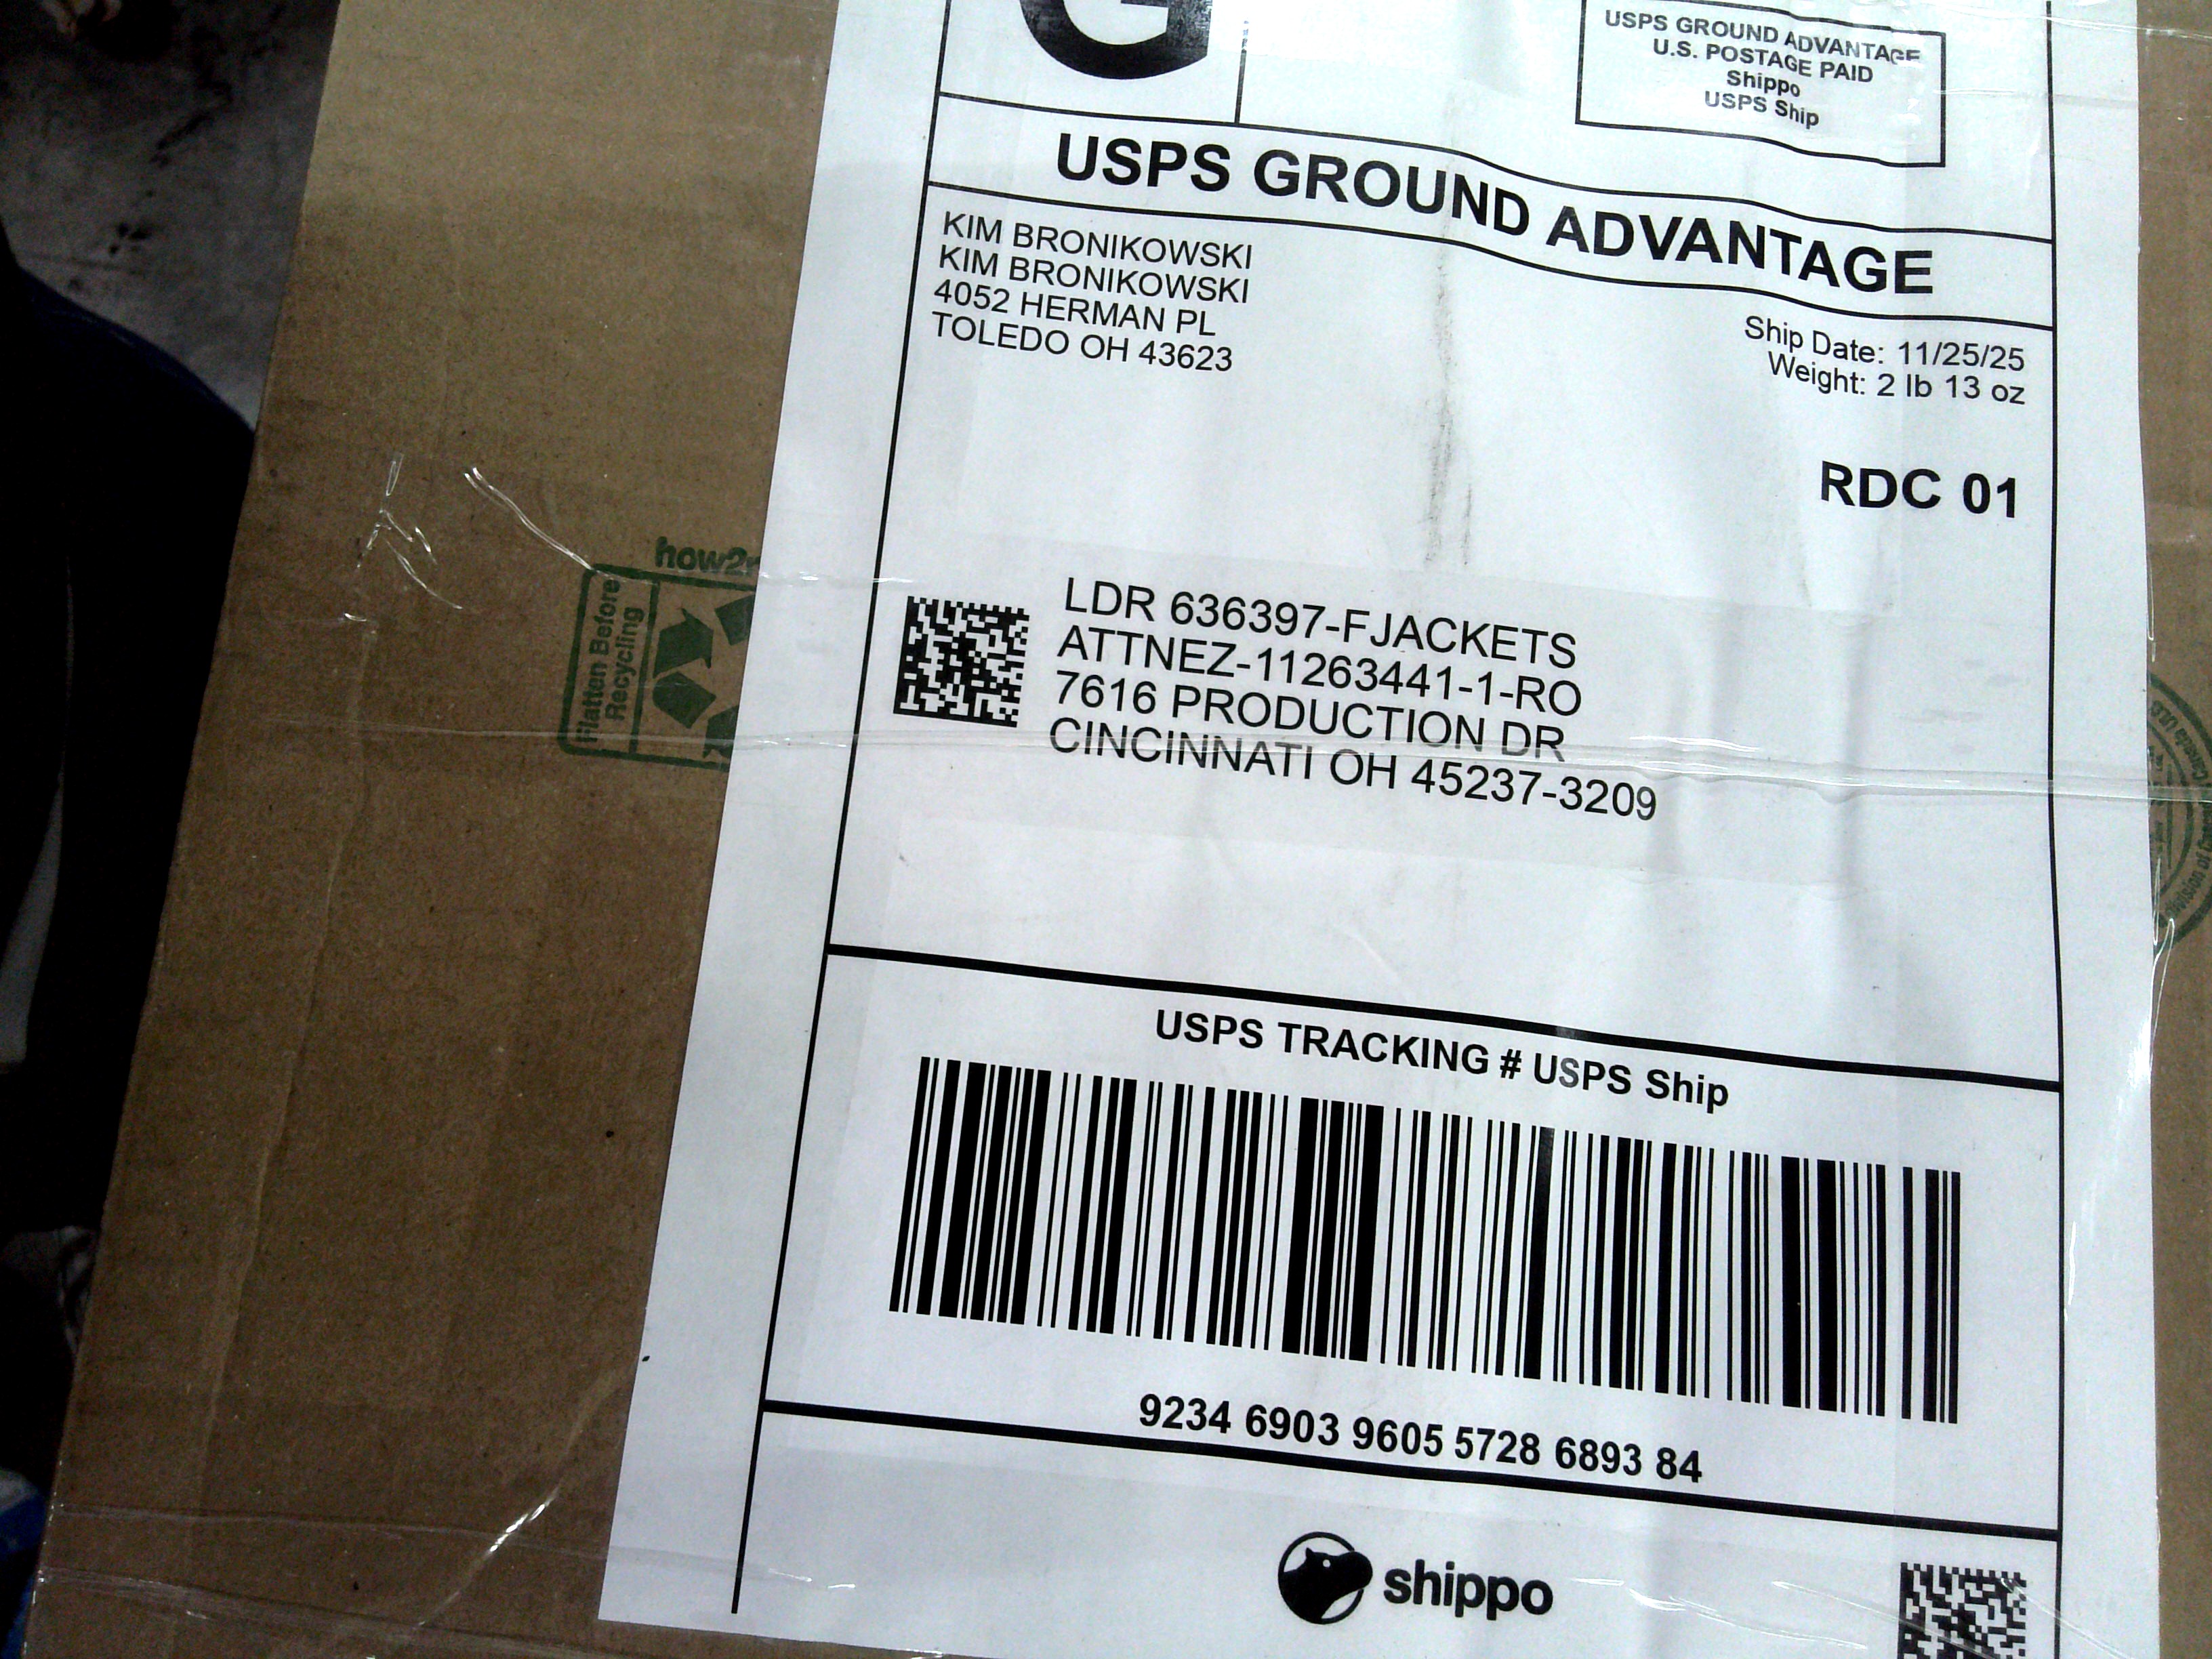 G
USPS GROUND ADVANTAGE
U.S. POSTAGE PAID
Shippo
USPS Ship
USPS GROUND ADVANTAGE
KIM BRONIKOWSKI
KIM BRONIKOWSKI
4052 HERMAN PL
TOLEDO OH 43623
Ship Date: 11/25/25
Weight: 2 lb 13 oz
RDC 01
how2r
Flatten Before
Recycling
LDR 636397-FJACKETS
ATTNEZ-11263441-1-RO
7616 PRODUCTION DR
CINCINNATI OH 45237-3209
USPS TRACKING # USPS Ship
9234 6903 9605 5728 6893 84
shippo